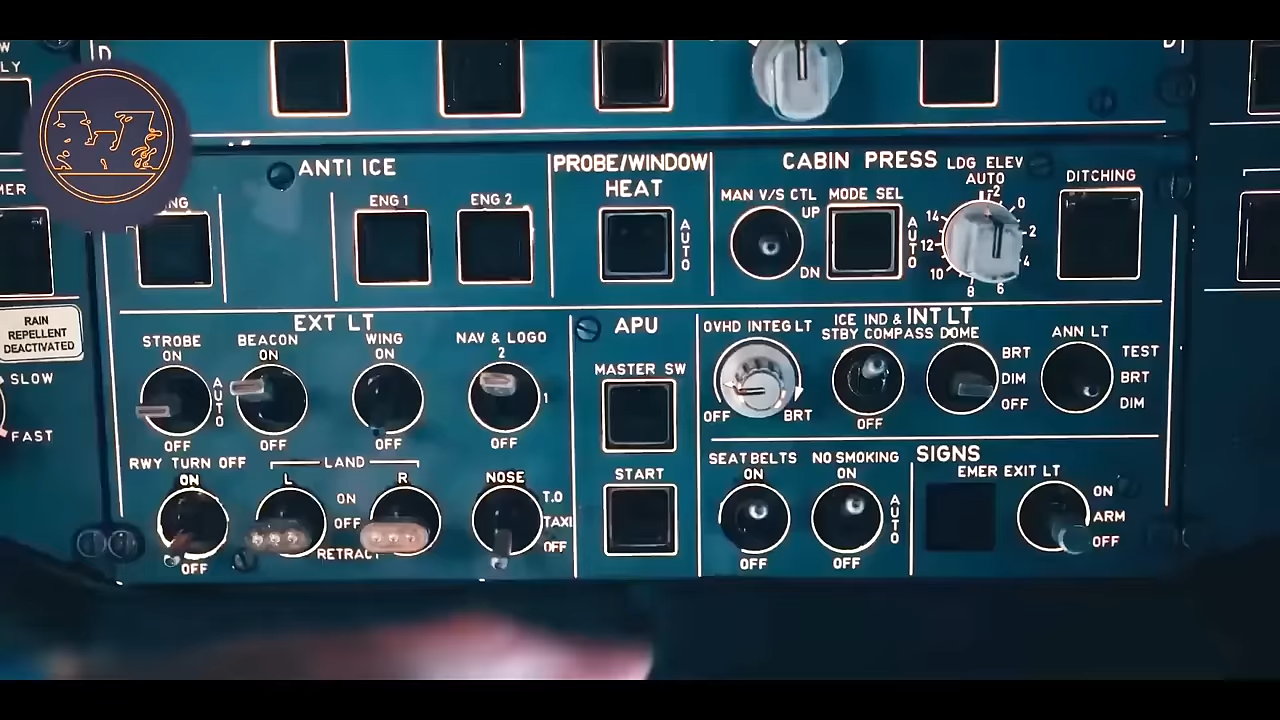 ANTI ICE
ENG 1
ENG 2
PROBE/WINDOW
HEAT
AUTO
CABIN PRESS
MAN V/S CTL
UP
DN
MODE SEL
AUTO
LDG ELEV
AUTO
-2
0
2
4
6
8
10
12
14
DITCHING
RAIN
REPELLENT
DEACTIVATED
SLOW
FAST
EXT LT
STROBE
ON
AUTO
OFF
BEACON
ON
OFF
WING
ON
OFF
NAV & LOGO
2
1
OFF
RWY TURN OFF
ON
OFF
LAND
L
R
ON
OFF
RETRACT
NOSE
T.O
TAXI
OFF
APU
MASTER SW
START
INT LT
OVHD INTEG LT
OFF
BRT
ICE IND &
STBY COMPASS
OFF
DOME
BRT
DIM
OFF
ANN LT
TEST
BRT
DIM
SIGNS
SEAT BELTS
ON
OFF
NO SMOKING
ON
AUTO
OFF
EMER EXIT LT
ON
ARM
OFF